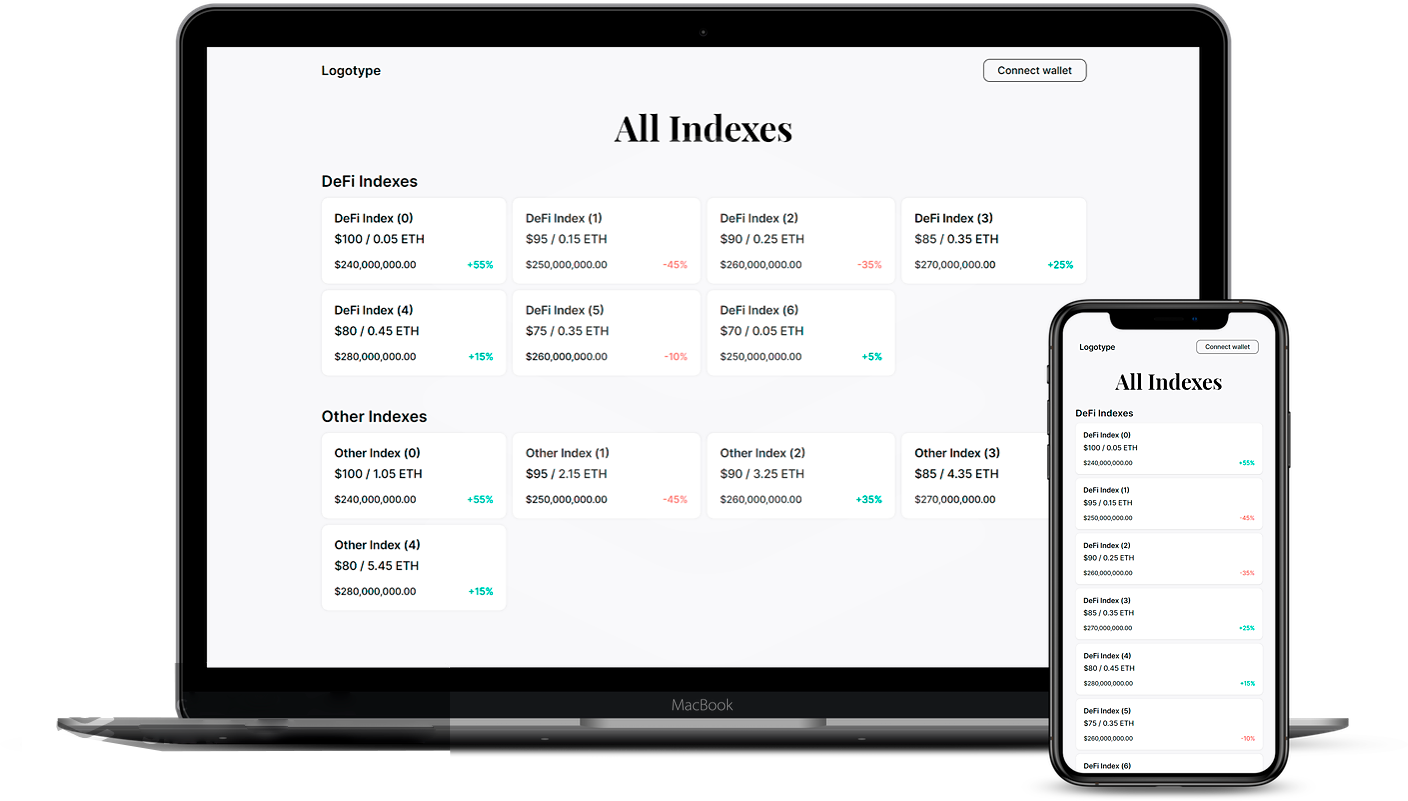 Logotype
Connect wallet
All Indexes
DeFi Indexes
DeFi Index (0)
$100 / 0.05 ETH
$240,000,000.00 +55%
DeFi Index (1)
$95 / 0.15 ETH
$250,000,000.00 -45%
DeFi Index (2)
$90 / 0.25 ETH
$260,000,000.00 -35%
DeFi Index (3)
$85 / 0.35 ETH
$270,000,000.00 +25%
DeFi Index (4)
$80 / 0.45 ETH
$280,000,000.00 +15%
DeFi Index (5)
$75 / 0.35 ETH
$260,000,000.00 -10%
DeFi Index (6)
$70 / 0.05 ETH
$250,000,000.00 +5%
Other Indexes
Other Index (0)
$100 / 1.05 ETH
$240,000,000.00 +55%
Other Index (1)
$95 / 2.15 ETH
$250,000,000.00 -45%
Other Index (2)
$90 / 3.25 ETH
$260,000,000.00 +35%
Other Index (3)
$85 / 4.35 ETH
$270,000,000.00
Other Index (4)
$80 / 5.45 ETH
$280,000,000.00 +15%
MacBook
Logotype
Connect wallet
All Indexes
DeFi Indexes
DeFi Index (0)
$100 / 0.05 ETH
$240,000,000.00 +55%
DeFi Index (1)
$95 / 0.15 ETH
$250,000,000.00 -45%
DeFi Index (2)
$90 / 0.25 ETH
$260,000,000.00 -35%
DeFi Index (3)
$85 / 0.35 ETH
$270,000,000.00 +25%
DeFi Index (4)
$80 / 0.45 ETH
$280,000,000.00 +15%
DeFi Index (5)
$75 / 0.35 ETH
$260,000,000.00 -10%
DeFi Index (6)